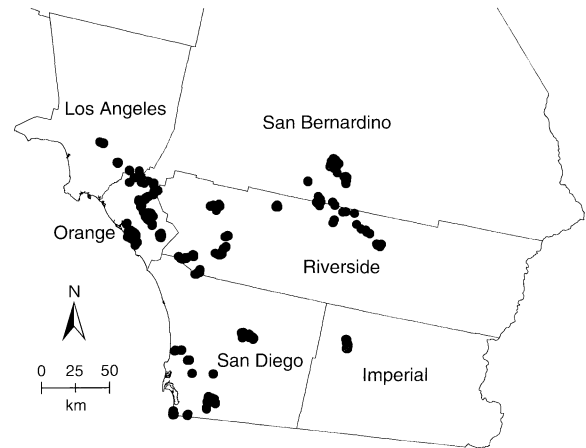 Los Angeles
San Bernardino
Orange
Riverside
N
San Diego
0 25 50
Imperial
km